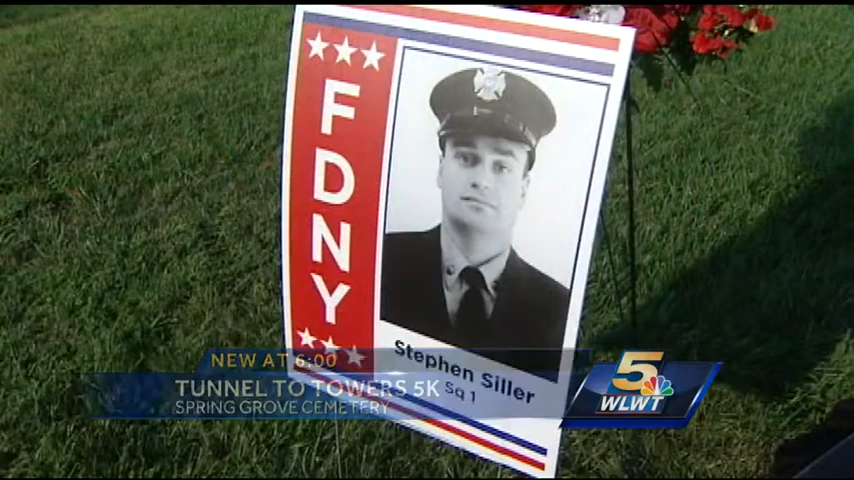 FDNY
Stephen Siller
Sq 1
NEW AT 6:00
TUNNEL TO TOWERS 5K
SPRING GROVE CEMETERY
5
WLWT